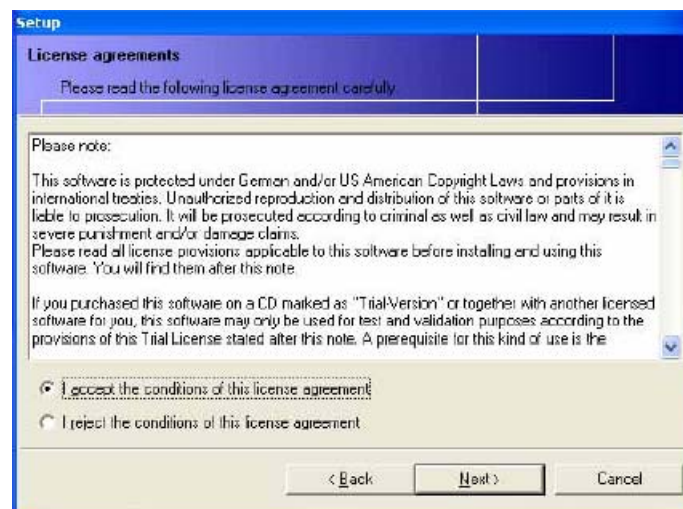 Setup
License agreements
Please read the following license agreement carefully.
Please note:
This software is protected under German and/or US American Copyright Laws and provisions in
international treaties. Unauthorized reproduction and distribution of this software or parts of it is
liable to prosecution. It will be prosecuted according to criminal as well as civil law and may result in
severe punishment and/or damage claims.
Please read all license provisions applicable to this software before installing and using this
software. You will find them after this note.
If you purchased this software on a CD marked as "Trial-Version" or together with another licensed
software for you, this software may only be used for test and validation purposes according to the
provisions of this Trial License stated after this note. A prerequisite for this kind of use is the
I accept the conditions of this license agreement
I reject the conditions of this license agreement
< Back
Next >
Cancel